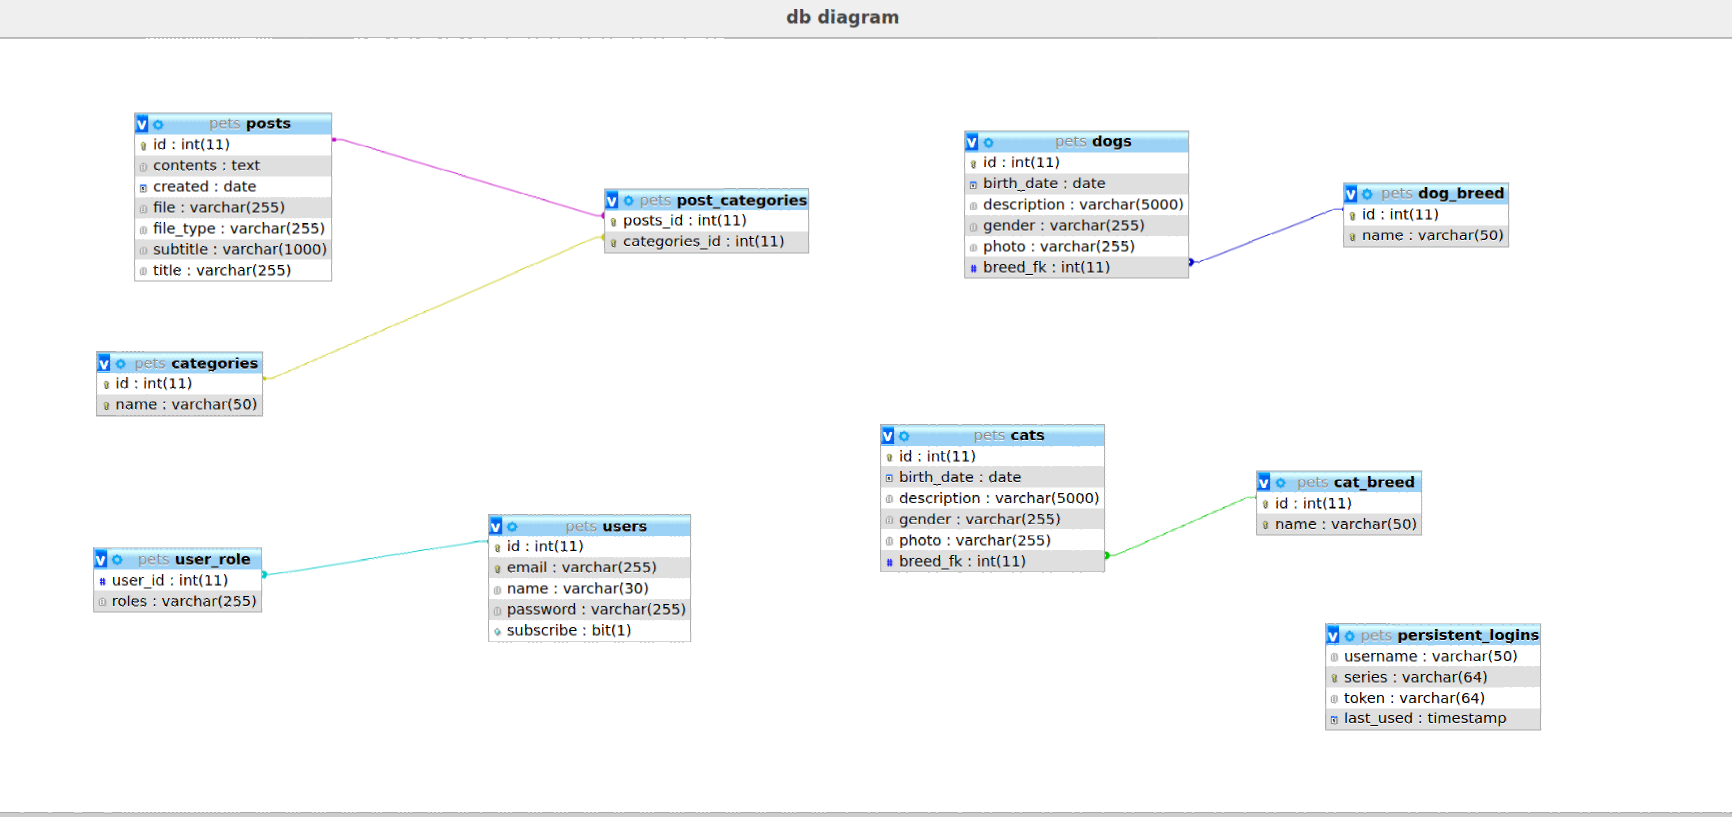 db diagram
v pets posts
id : int(11)
contents : text
created : date
file : varchar(255)
file_type : varchar(255)
subtitle : varchar(1000)
title : varchar(255)
v pets post_categories
posts_id : int(11)
categories_id : int(11)
v pets categories
id : int(11)
name : varchar(50)
v pets user_role
# user_id : int(11)
roles : varchar(255)
v pets users
id : int(11)
email : varchar(255)
name : varchar(30)
password : varchar(255)
subscribe : bit(1)
v pets dogs
id : int(11)
birth_date : date
description : varchar(5000)
gender : varchar(255)
photo : varchar(255)
# breed_fk : int(11)
v pets dog_breed
id : int(11)
name : varchar(50)
v pets cats
id : int(11)
birth_date : date
description : varchar(5000)
gender : varchar(255)
photo : varchar(255)
# breed_fk : int(11)
v pets cat_breed
id : int(11)
name : varchar(50)
v pets persistent_logins
username : varchar(50)
series : varchar(64)
token : varchar(64)
last_used : timestamp